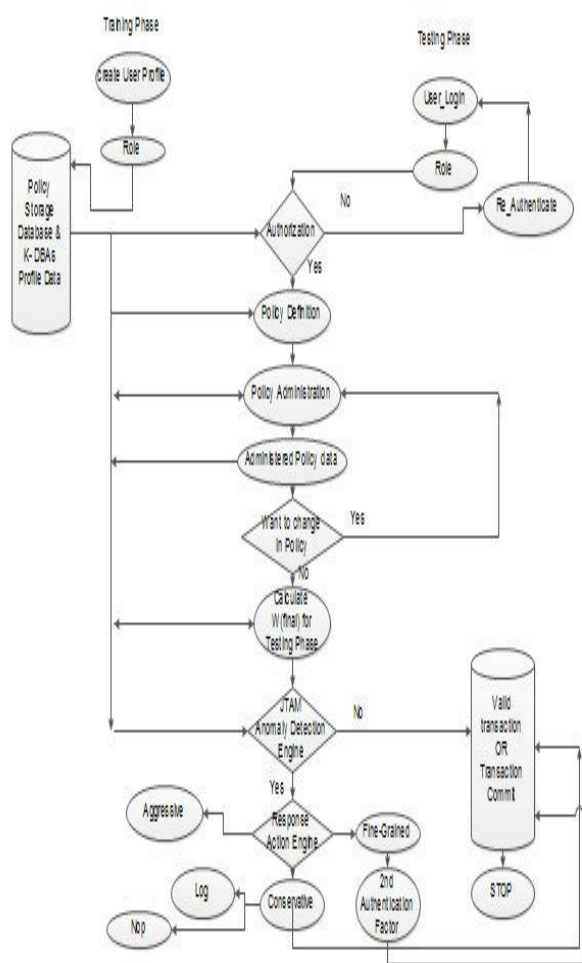 Training Phase
Testing Phase
create User Profile
User_Login
Role
Role
Policy
Storage
Database &
K- DBAs
Profile Data
No
Re_Authenticate
Authorization
Yes
Policy Definition
Policy Administration
Administered Policy data
Want to change
In Policy
Yes
No
Calculate
W(final) for
Testing Phase
JTAM
Anomaly Detection
Engine
No
Valid
transaction
OR
Transaction
Commit
Yes
Aggressive
Response
Action Engine
Fine-Grained
Log
Conservative
2nd
Authentication
Factor
STOP
Nop